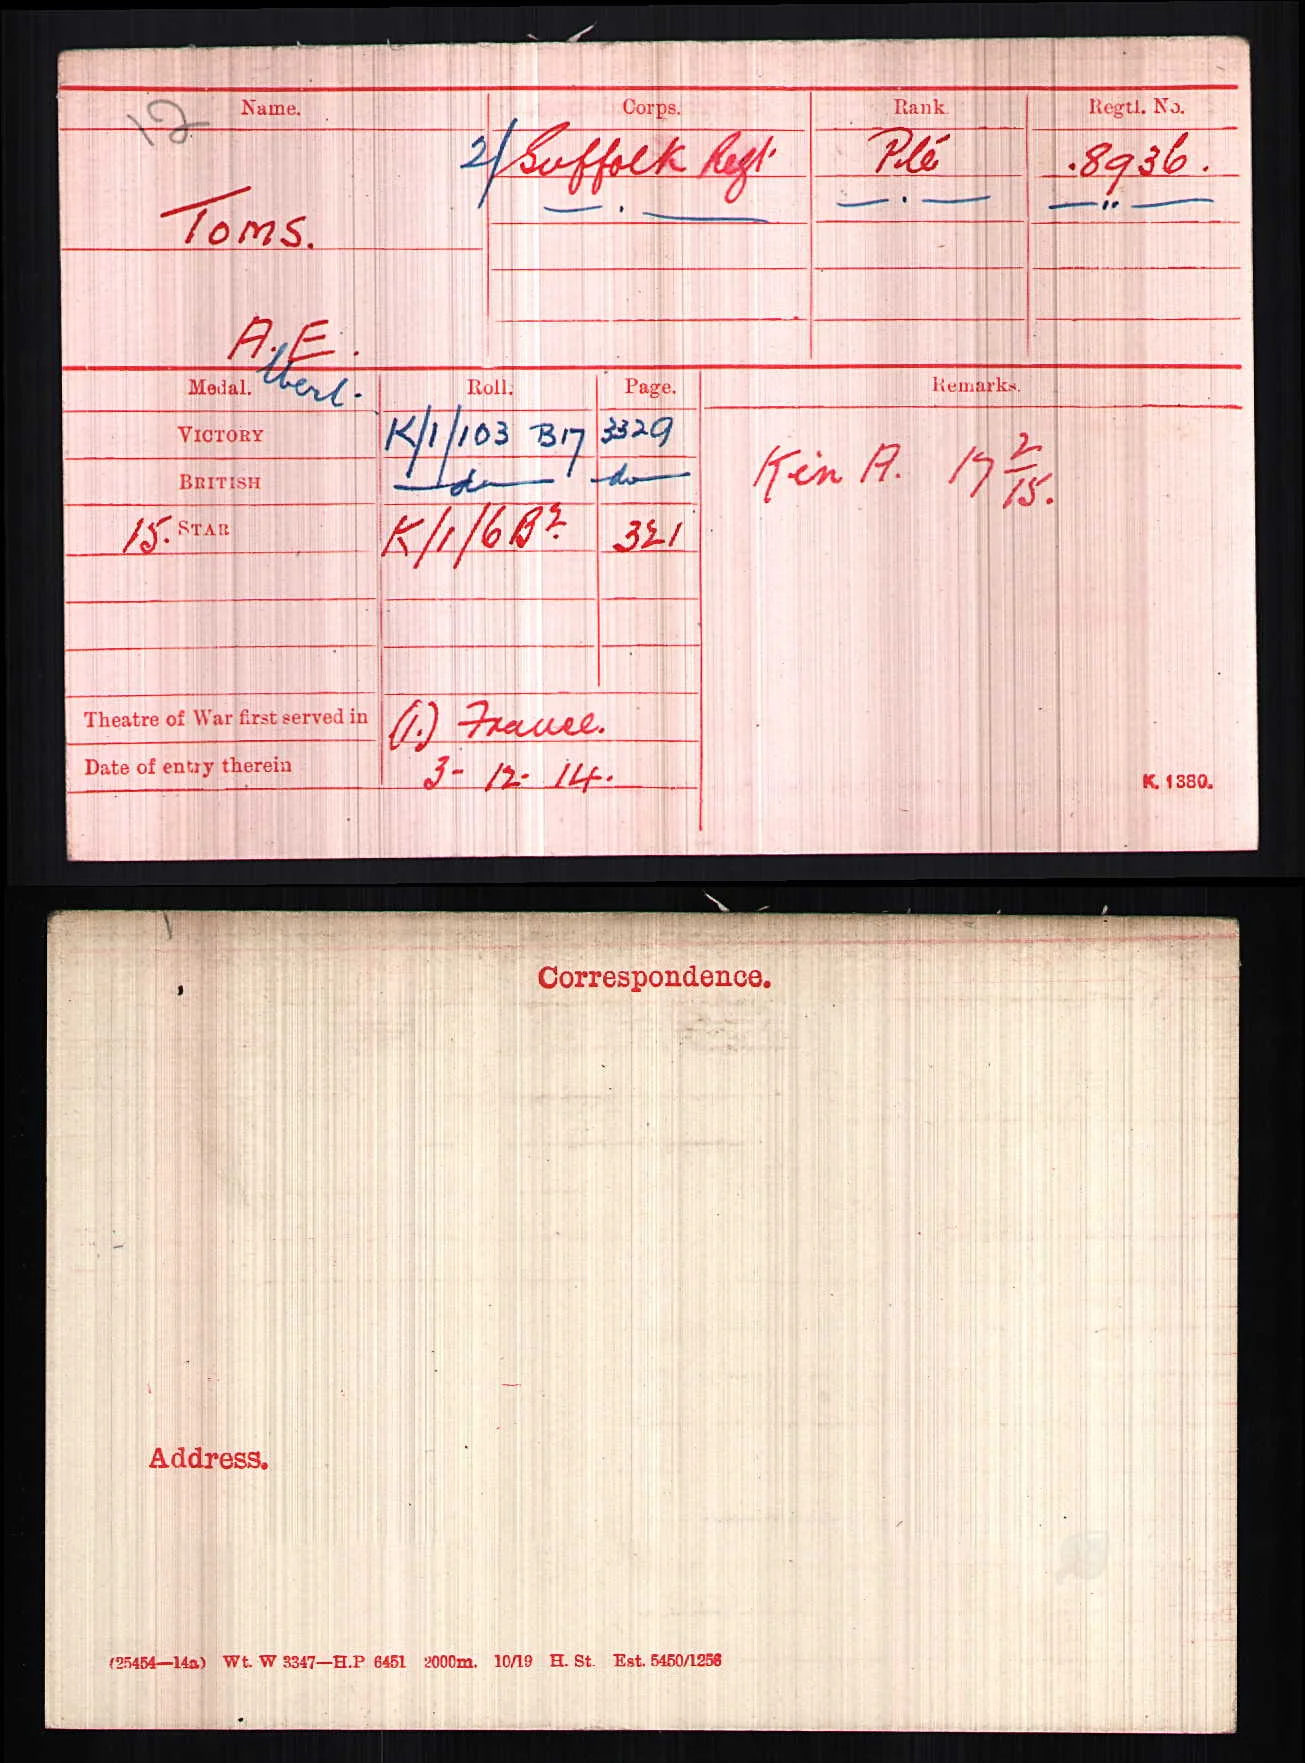 12
Name. Corps. Rank Regtl. No.
2/ Suffolk Regt. Pte .8936.
Toms.
A.E.
lbert.
Medal. Roll. Page. Remarks.
VICTORY K/1/103 B17 3329
BRITISH do do
Kin A. 17 2/15.
15. STAR K/1/6 B2. 321
Theatre of War first served in (1.) France.
Date of entry therein 3- 12- 14.
K. 1380.
Correspondence.
Address.
(25454—14a) Wt. W 3347—H.P 6451 2000m. 10/19 H. St. Est. 5450/1256